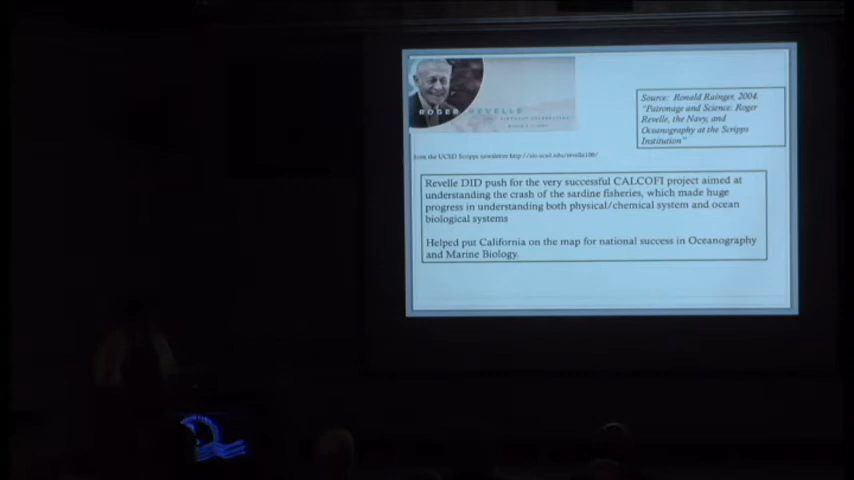 ROGER REVELLE
Source: Ronald Rainger, 2004.
"Patronage and Science: Roger
Revelle, the Navy, and
Oceanography at the Scripps
Institution"
from the UCSD Scripps newsletter
Revelle DID push for the very successful CALCOFI project aimed at
understanding the crash of the sardine fisheries, which made huge
progress in understanding both physical/chemical system and ocean
biological systems
Helped put California on the map for national success in Oceanography
and Marine Biology.